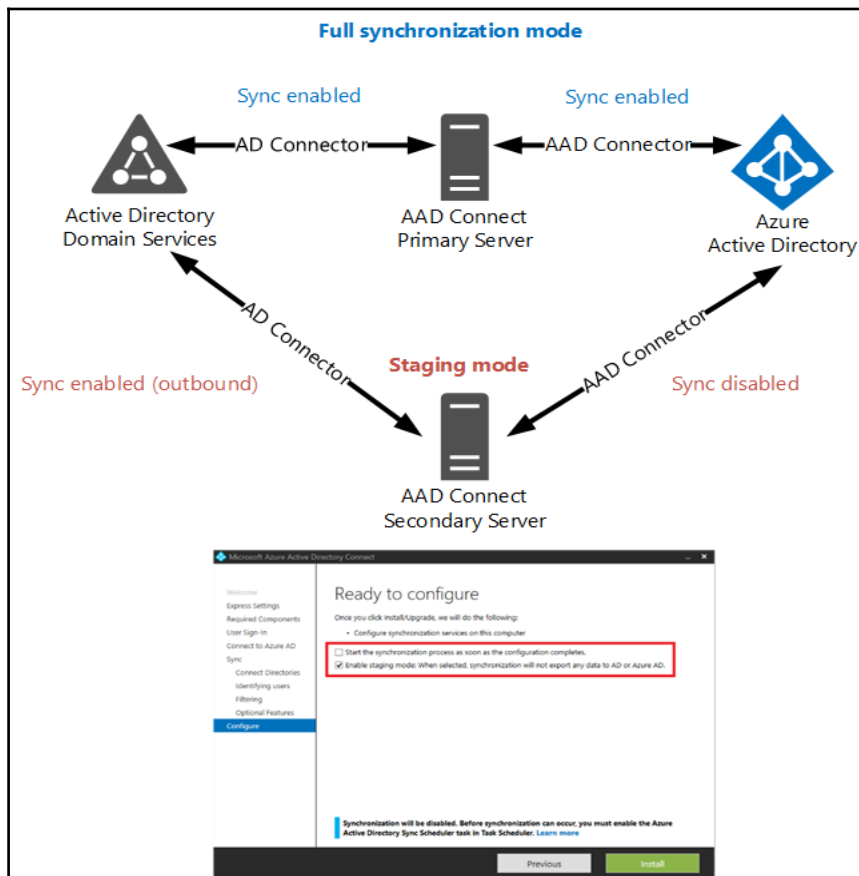 Full synchronization mode
Sync enabled
Sync enabled
AD Connector
AAD Connector
Active Directory
Domain Services
AAD Connect
Primary Server
Azure
Active Directory
AD Connector
AAD Connector
Sync enabled (outbound)
Staging mode
Sync disabled
AAD Connect
Secondary Server
Microsoft Azure Active Directory Connect
Welcome
Express Settings
Required Components
User Sign-In
Connect to Azure AD
Sync
Connect Directories
Identifying users
Filtering
Optional Features
Configure
Ready to configure
Once you click Install/Upgrade, we will do the following:
• Configure synchronization services on this computer
Start the synchronization process as soon as the configuration completes.
Enable staging mode: When selected, synchronization will not export any data to AD or Azure AD.
Synchronization will be disabled. Before synchronization can occur, you must enable the Azure
Active Directory Sync Scheduler task in Task Scheduler. Learn more
Previous
Install